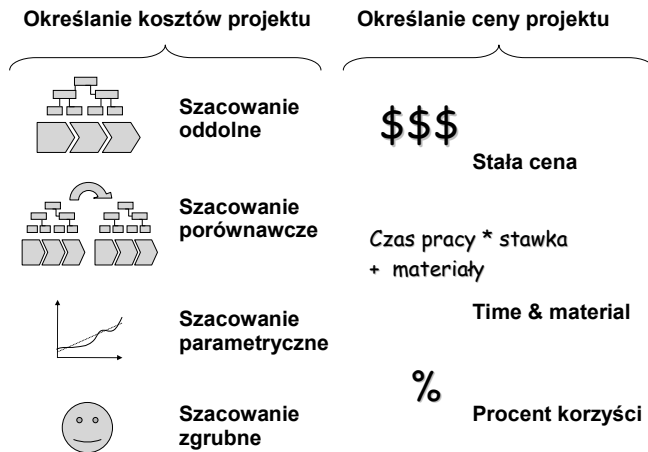 Określanie kosztów projektu
Szacowanie
oddolne
Szacowanie
porównawcze
Szacowanie
parametryczne
Szacowanie
zgrubne
Określanie ceny projektu
$$$
Stała cena
Czas pracy * stawka
+ materiały
Time & material
%
Procent korzyści